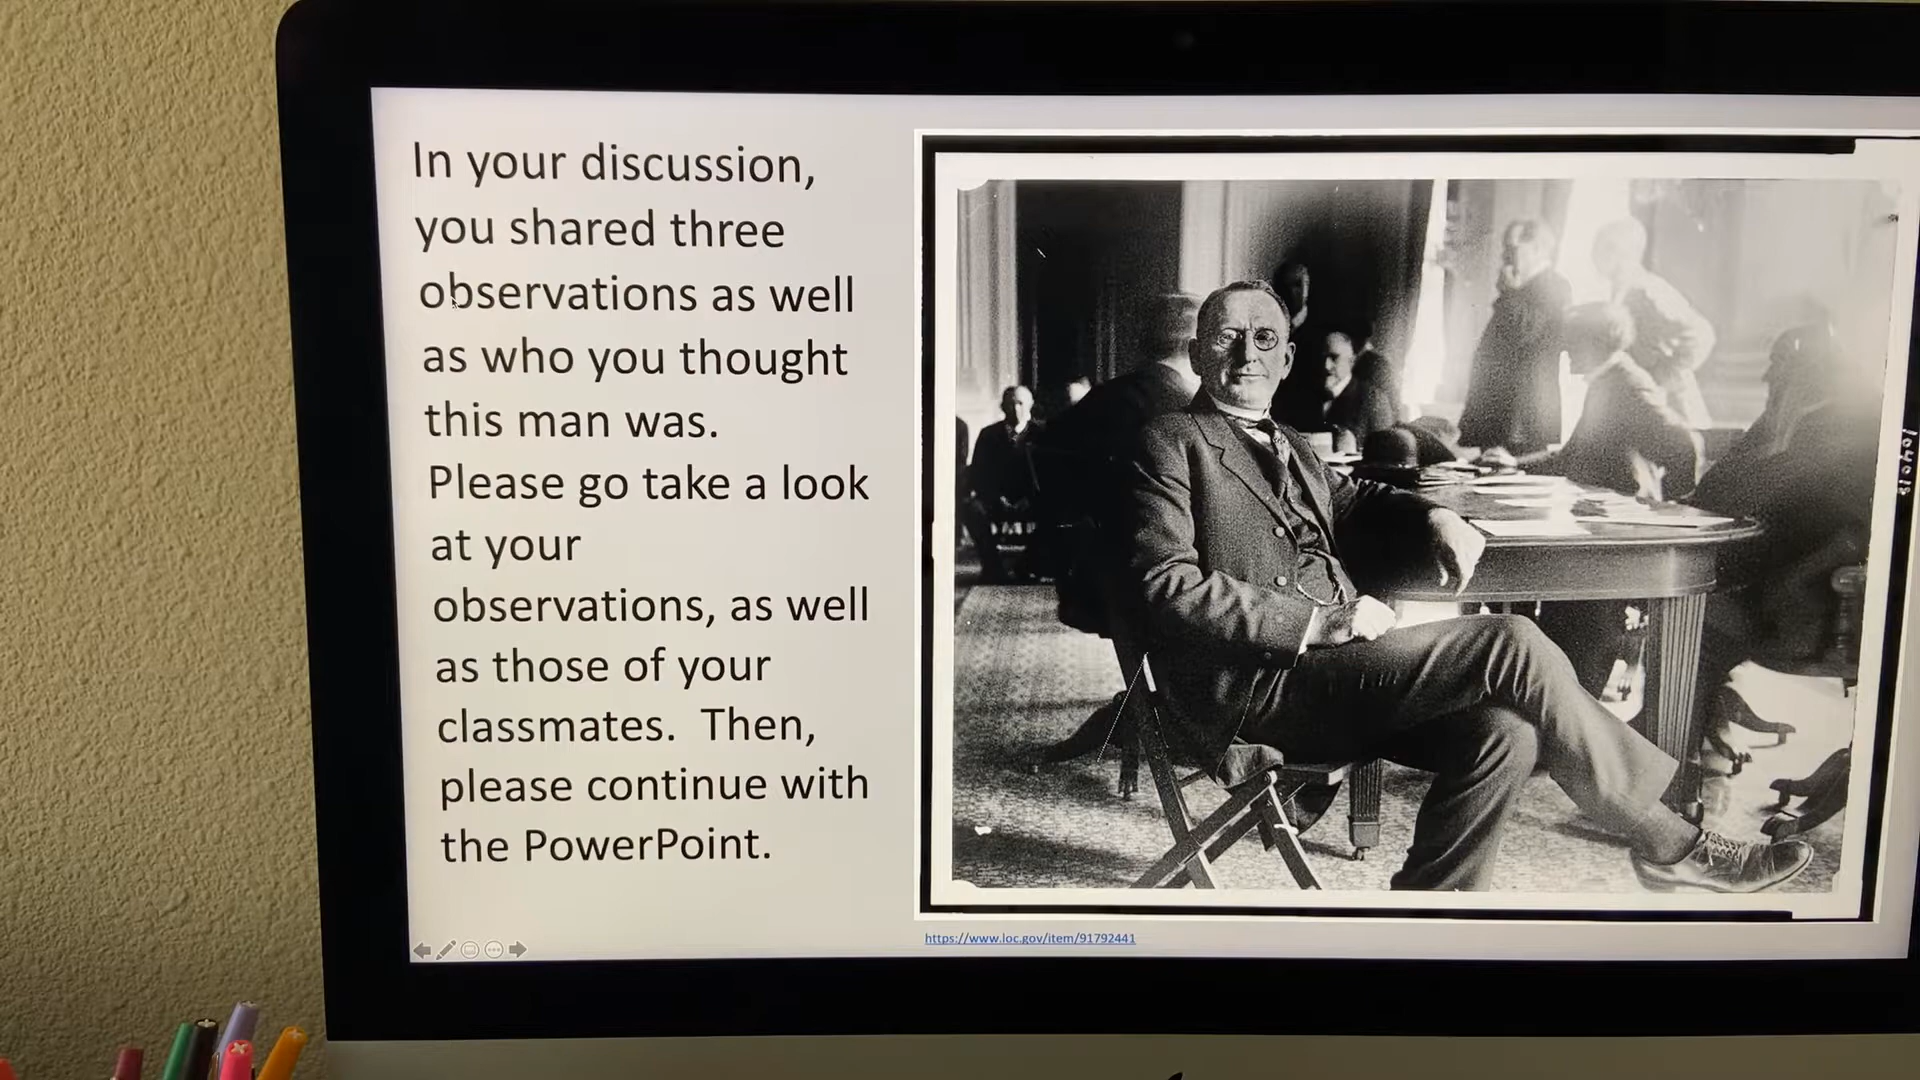 In your discussion,
you shared three
observations as well
as who you thought
this man was.
Please go take a look
at your
observations, as well
as those of your
classmates.  Then,
please continue with
the PowerPoint.
https://www.loc.gov/item/91792441